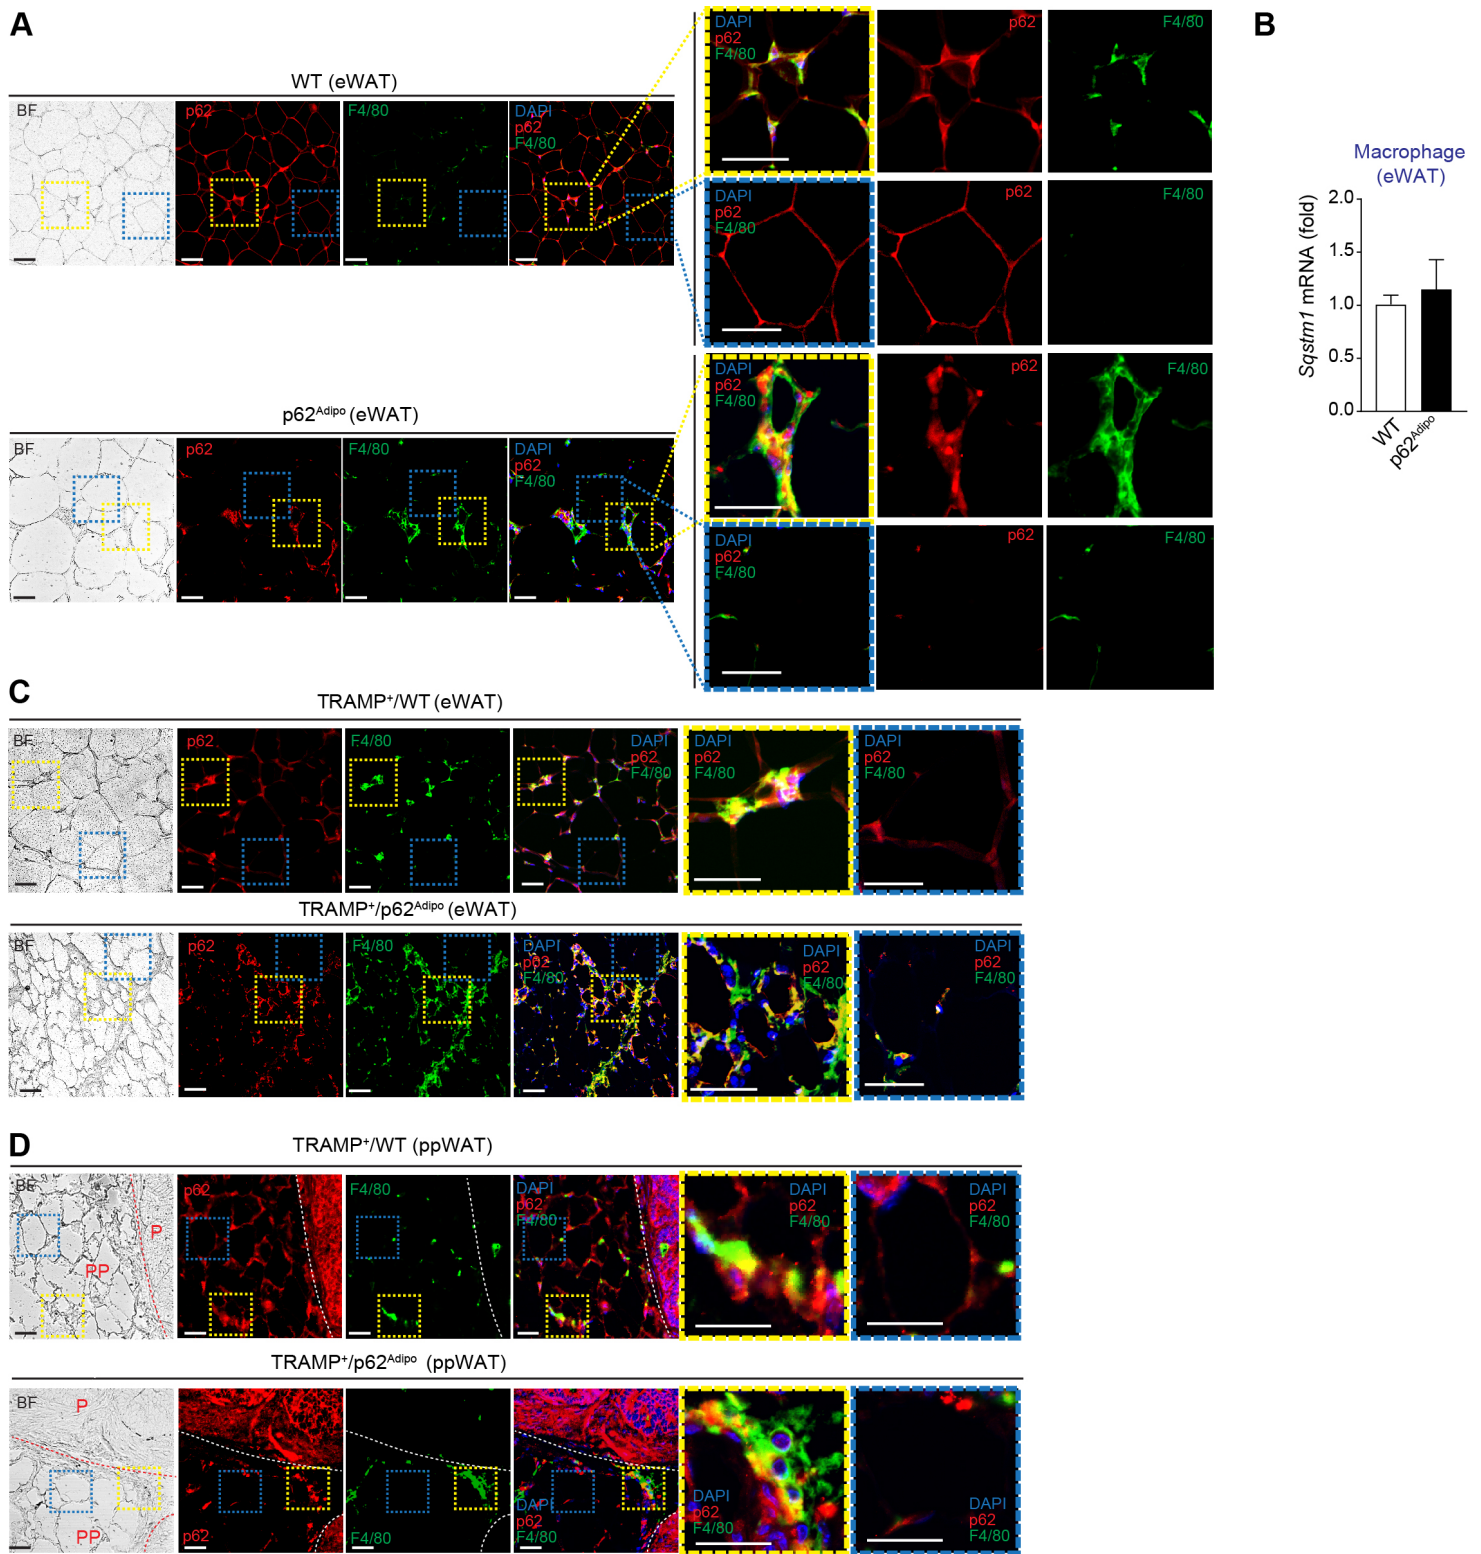 A
WT (eWAT)
BF
p62
F4/80
DAPI
p62
F4/80
DAPI
p62
F4/80
p62
F4/80
DAPI
p62
F4/80
p62
F4/80
p62Adipo (eWAT)
BF
p62
F4/80
DAPI
p62
F4/80
DAPI
p62
F4/80
p62
F4/80
DAPI
p62
F4/80
p62
F4/80
B
Macrophage
(eWAT)
Sqstm1 mRNA (fold)
2.0
1.5
1.0
0.5
0.0
WT
p62Adipo
C
TRAMP+/WT (eWAT)
BF
p62
F4/80
DAPI
p62
F4/80
DAPI
p62
F4/80
DAPI
p62
F4/80
TRAMP+/p62Adipo (eWAT)
BF
p62
F4/80
DAPI
p62
F4/80
DAPI
p62
F4/80
DAPI
p62
F4/80
D
TRAMP+/WT (ppWAT)
BF
P
PP
p62
F4/80
DAPI
p62
F4/80
DAPI
p62
F4/80
DAPI
p62
F4/80
TRAMP+/p62Adipo (ppWAT)
BF
P
PP
p62
F4/80
DAPI
p62
F4/80
DAPI
p62
F4/80
DAPI
p62
F4/80